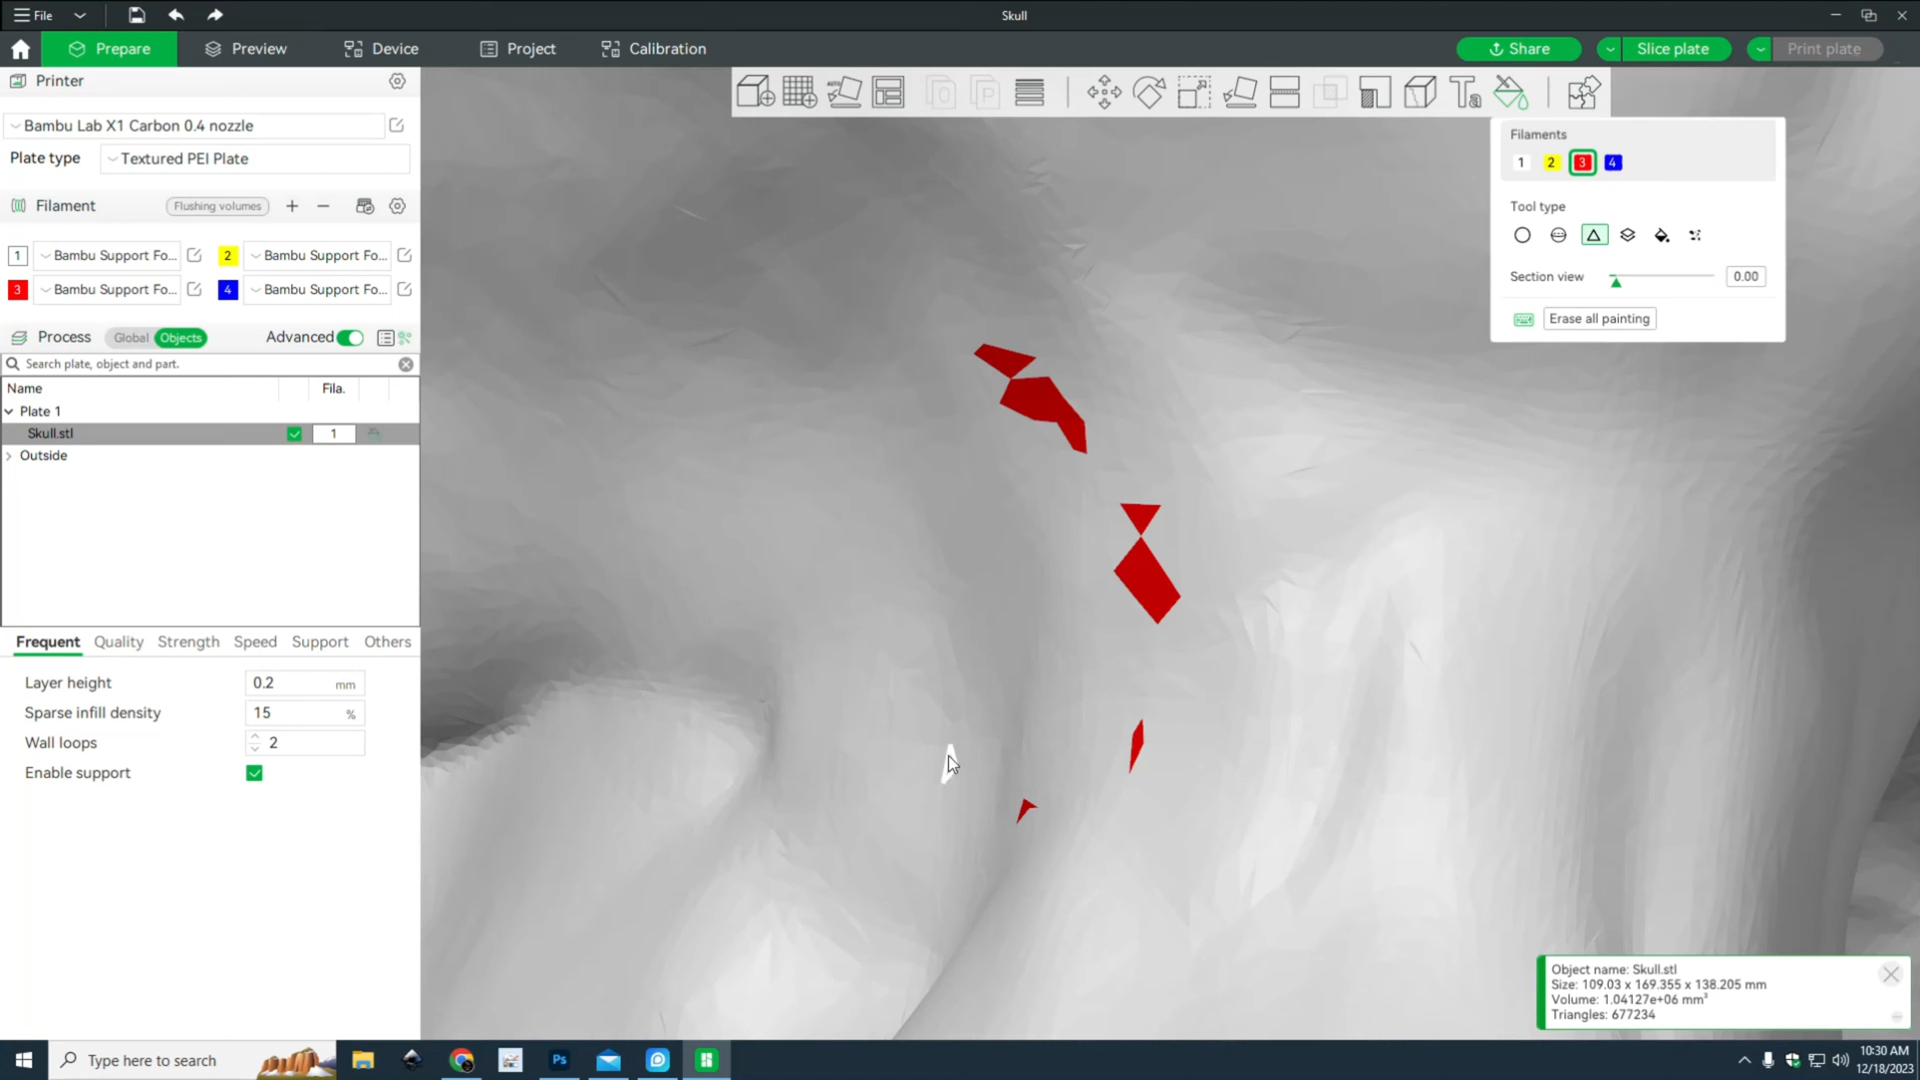 File
Skull
Prepare
Preview
Device
Project
Calibration
Share
Slice plate
Print plate
Printer
Bambu Lab X1 Carbon 0.4 nozzle
Plate type
Textured PEI Plate
Filament
Flushing volumes
1 Bambu Support Fo...
2 Bambu Support Fo...
3 Bambu Support Fo...
4 Bambu Support Fo...
Process
Global
Objects
Advanced
Search plate, object and part.
Name
Fila.
Plate 1
Skull.stl
1
Outside
Frequent
Quality
Strength
Speed
Support
Others
Layer height
0.2 mm
Sparse infill density
15 %
Wall loops
2
Enable support
Filaments
1 2 3 4
Tool type
Section view
0.00
Erase all painting
Object name: Skull.stl
Size: 109.03 x 169.355 x 138.205 mm
Volume: 1.04127e+06 mm³
Triangles: 677234
Type here to search
Ps
10:30 AM
12/18/2023